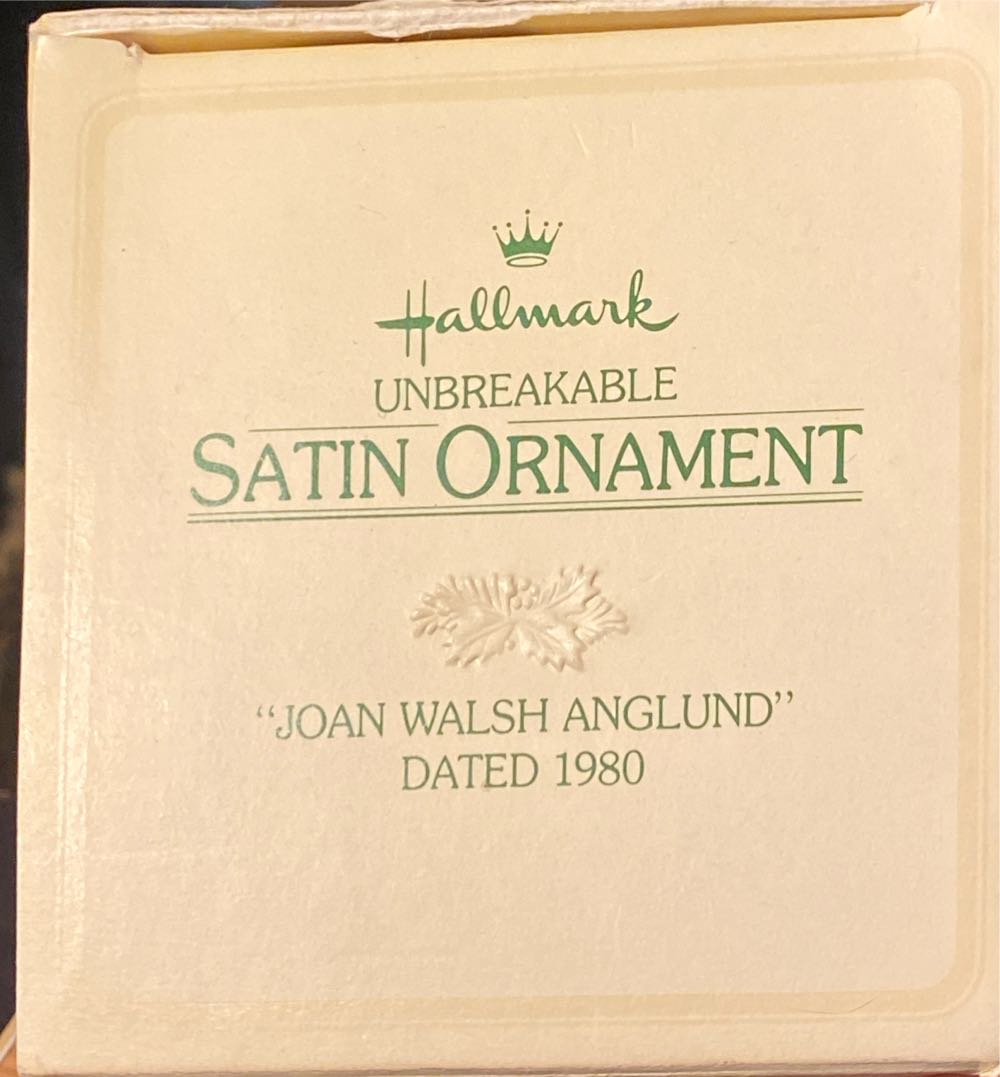 Hallmark
UNBREAKABLE
SATIN ORNAMENT
“JOAN WALSH ANGLUND”
DATED 1980